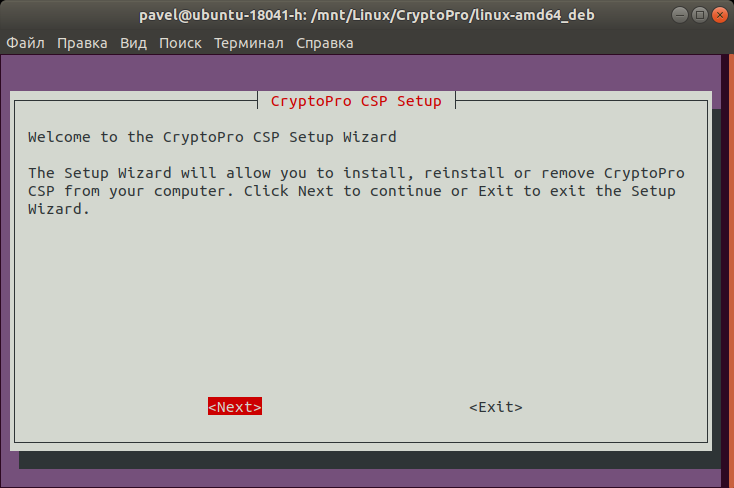 pavel@ubuntu-18041-h: /mnt/Linux/CryptoPro/linux-amd64_deb
Файл Правка Вид Поиск Терминал Справка
CryptoPro CSP Setup
Welcome to the CryptoPro CSP Setup Wizard
The Setup Wizard will allow you to install, reinstall or remove CryptoPro
CSP from your computer. Click Next to continue or Exit to exit the Setup
Wizard.
<Next> <Exit>